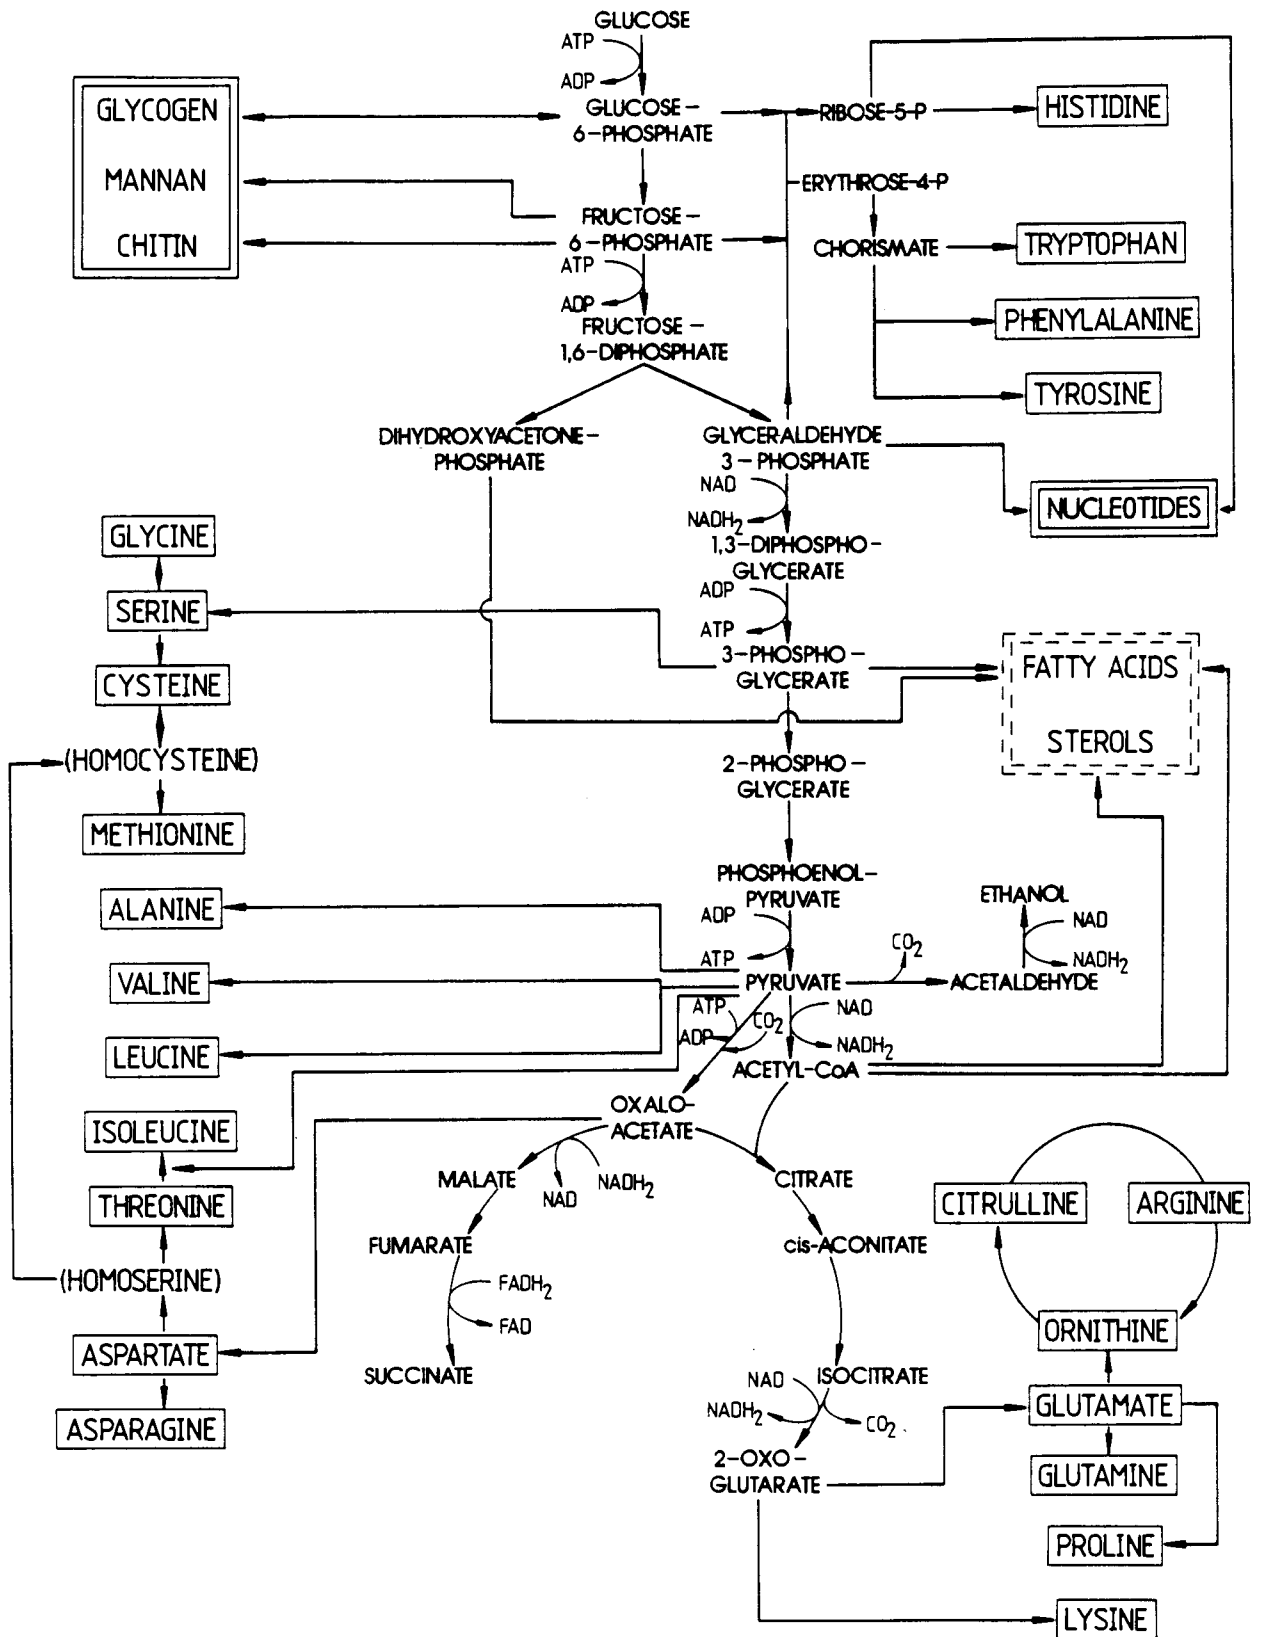 GLUCOSE
ATP
ADP
GLYCOGEN
GLUCOSE-
6-PHOSPHATE
RIBOSE-5-P
HISTIDINE
MANNAN
ERYTHROSE-4-P
FRUCTOSE-
6-PHOSPHATE
CHITIN
CHORISMATE
TRYPTOPHAN
ATP
ADP
PHENYLALANINE
FRUCTOSE-
1,6-DIPHOSPHATE
TYROSINE
DIHYDROXYACETONE-
PHOSPHATE
GLYCERALDEHYDE
3-PHOSPHATE
NAD
NADH2
NUCLEOTIDES
GLYCINE
1,3-DIPHOSPHO-
GLYCERATE
SERINE
ADP
ATP
3-PHOSPHO-
GLYCERATE
FATTY ACIDS
CYSTEINE
STEROLS
(HOMOCYSTEINE)
2-PHOSPHO-
GLYCERATE
METHIONINE
PHOSPHOENOL-
PYRUVATE
ETHANOL
ALANINE
ADP
ATP
NAD
NADH2
CO2
VALINE
PYRUVATE
ACETALDEHYDE
ATP
ADP
CO2
NAD
NADH2
LEUCINE
ACETYL-CoA
OXALO-
ACETATE
ISOLEUCINE
MALATE
NAD
NADH2
CITRATE
THREONINE
CITRULLINE
ARGININE
FUMARATE
cis-ACONITATE
(HOMOSERINE)
FADH2
FAD
ORNITHINE
ASPARTATE
SUCCINATE
ISOCITRATE
NAD
NADH2
CO2
GLUTAMATE
ASPARAGINE
2-OXO-
GLUTARATE
GLUTAMINE
PROLINE
LYSINE